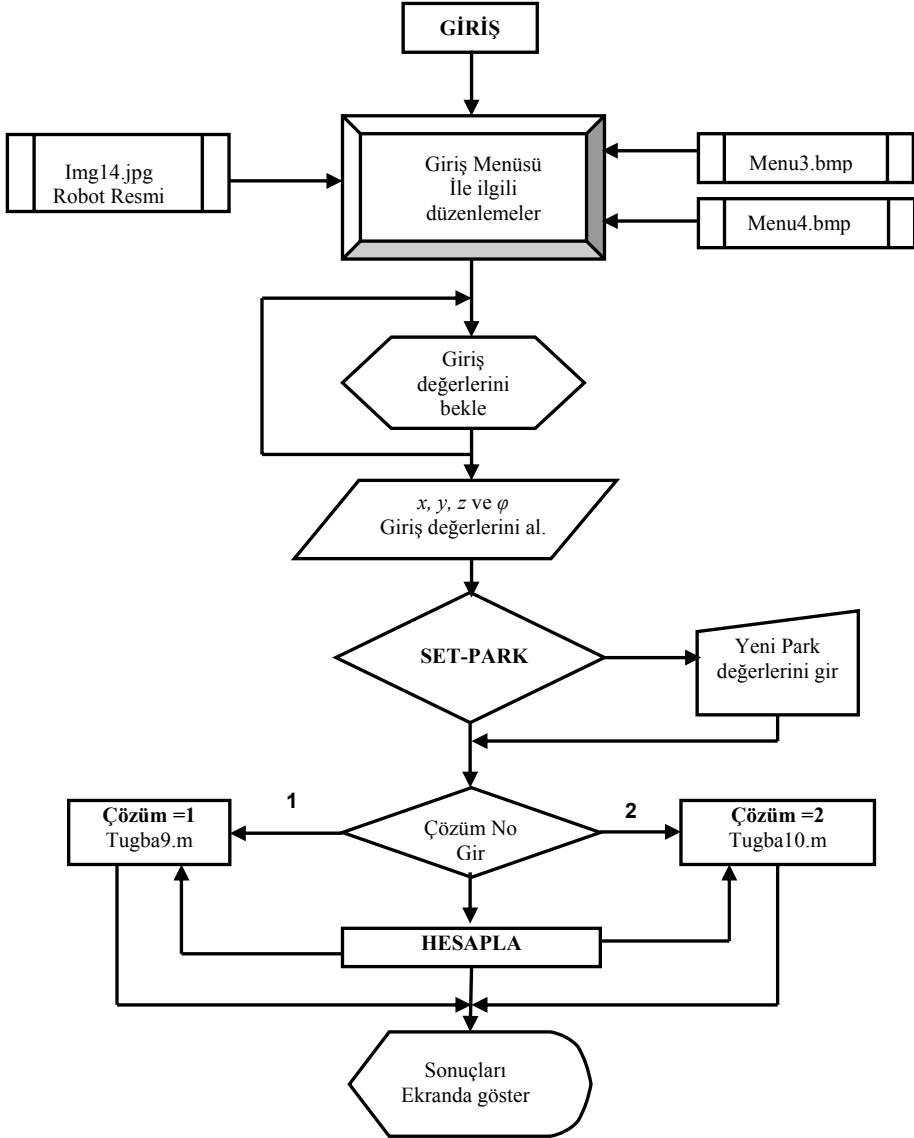 GİRİŞ
Img14.jpg
Robot Resmi
Giriş Menüsü
İle ilgili
düzenlemeler
Menu3.bmp
Menu4.bmp
Giriş
değerlerini
bekle
x, y, z ve φ
Giriş değerlerini al.
SET-PARK
Yeni Park
değerlerini gir
1
2
Çözüm =1
Tugba9.m
Çözüm No
Gir
Çözüm =2
Tugba10.m
HESAPLA
Sonuçları
Ekranda göster